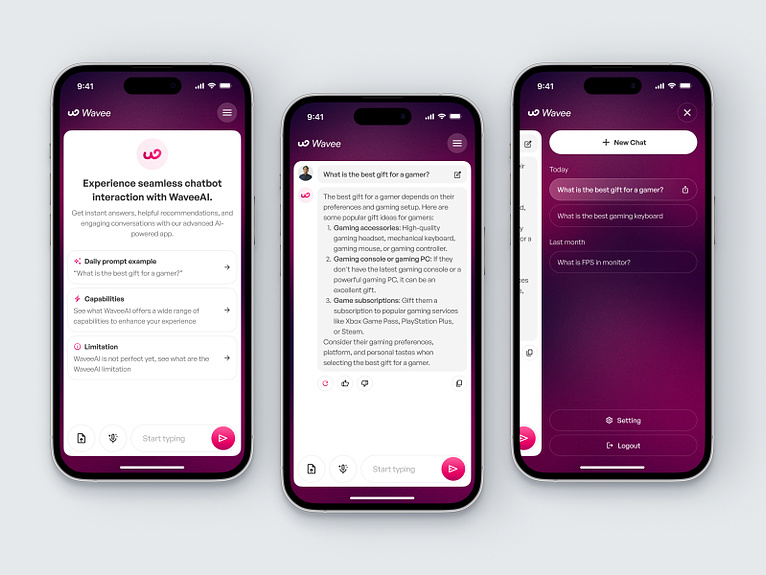 9:41
Wavee
Experience seamless chatbot
interaction with WaveeAI.
Get instant answers, helpful recommendations, and
engaging conversations with our advanced AI-
powered app.
Daily prompt example
“What is the best gift for a gamer?”
Capabilities
See what WaveeAI offers a wide range of
capabilities to enhance your experience
Limitation
WaveeAI is not perfect yet, see what are the
WaveeAI limitation
Start typing
9:41
Wavee
What is the best gift for a gamer?
The best gift for a gamer depends on their
preferences and gaming setup. Here are
some popular gift ideas for gamers:
1. Gaming accessories: High-quality
gaming headset, mechanical keyboard,
gaming mouse, or gaming controller.
2. Gaming console or gaming PC: If they
don't have the latest gaming console or a
powerful gaming PC, it can be an
excellent gift.
3. Game subscriptions: Gift them a
subscription to popular gaming services
like Xbox Game Pass, PlayStation Plus,
or Steam.
Consider their gaming preferences,
platform, and personal tastes when
selecting the best gift for a gamer.
Start typing
9:41
Wavee
New Chat
Today
What is the best gift for a gamer?
What is the best gaming keyboard
Last month
What is FPS in monitor?
Setting
Logout